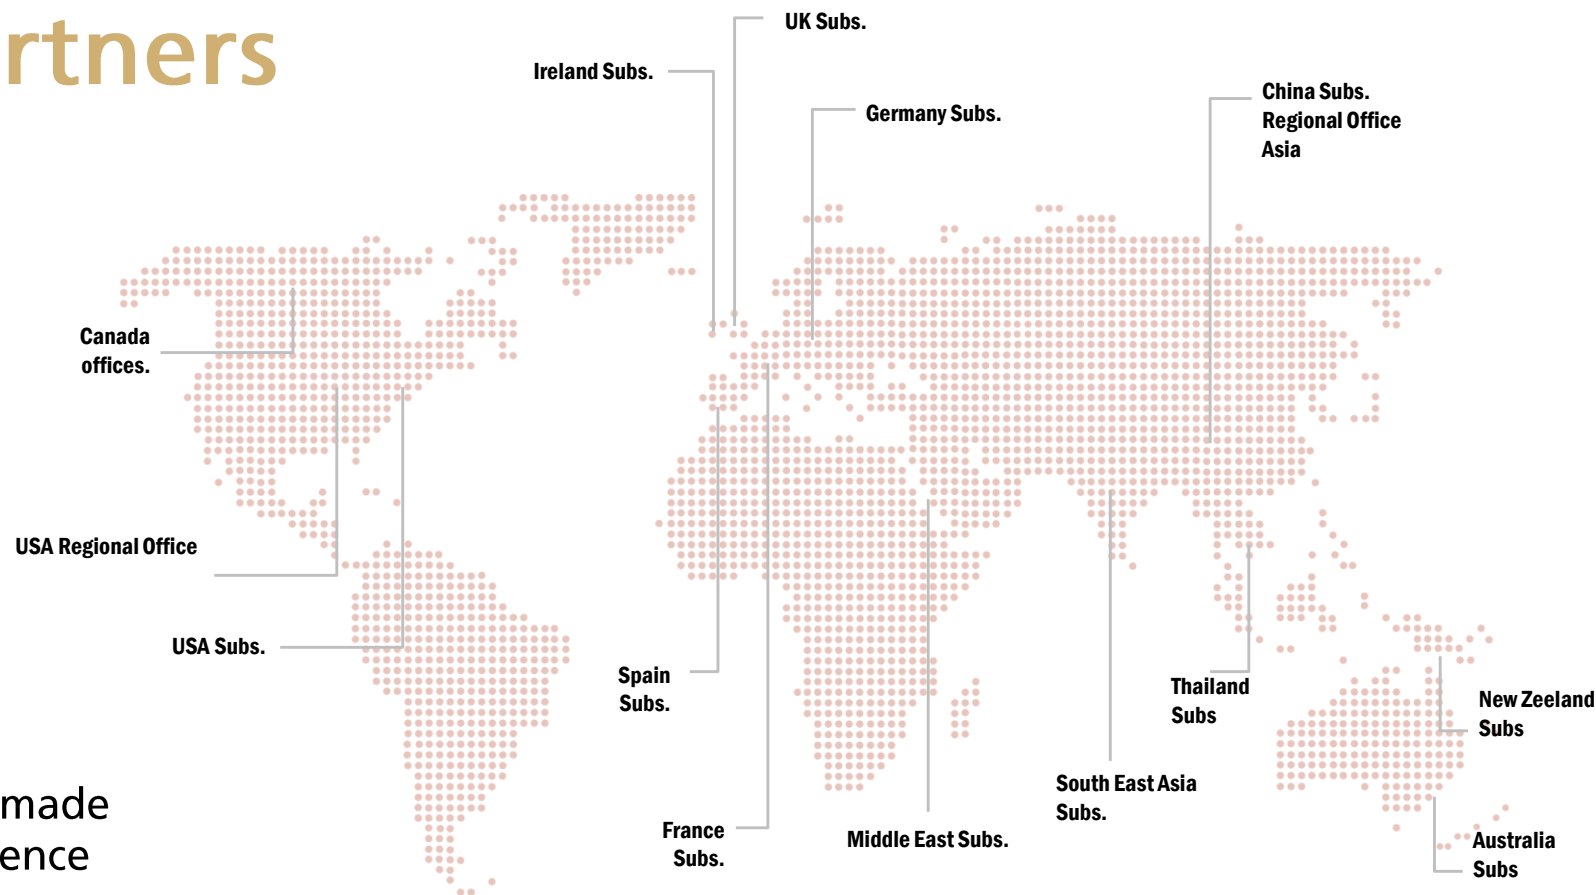 rtners
UK Subs.
Ireland Subs.
Germany Subs.
China Subs.
Regional Office
Asia
Canada
offices.
USA Regional Office
USA Subs.
Spain
Subs.
Thailand
Subs
New Zeeland
Subs
South East Asia
Subs.
France
Subs.
Middle East Subs.
Australia
Subs
made
ence